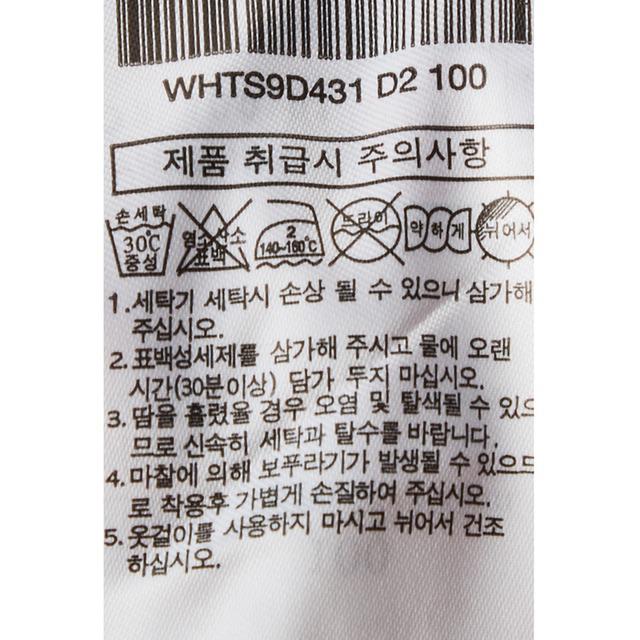 WHTS9D431 D2 100
제품 취급시 주의사항
손세탁 30℃ 중성
염소산소 표백
2 140~160℃
드라이
약하게
뉘어서
1.세탁기 세탁시 손상 될 수 있으니 삼가해
주십시오.
2.표백성세제를 삼가해 주시고 물에 오랜
시간(30분이상) 담가 두지 마십시오.
3.땀을 흘렸을 경우 오염 및 탈색될 수 있으
므로 신속히 세탁과 탈수를 바랍니다.
4.마찰에 의해 보푸라기가 발생될 수 있으므
로 착용후 가볍게 손질하여 주십시오.
5.옷걸이를 사용하지 마시고 뉘어서 건조
하십시오.